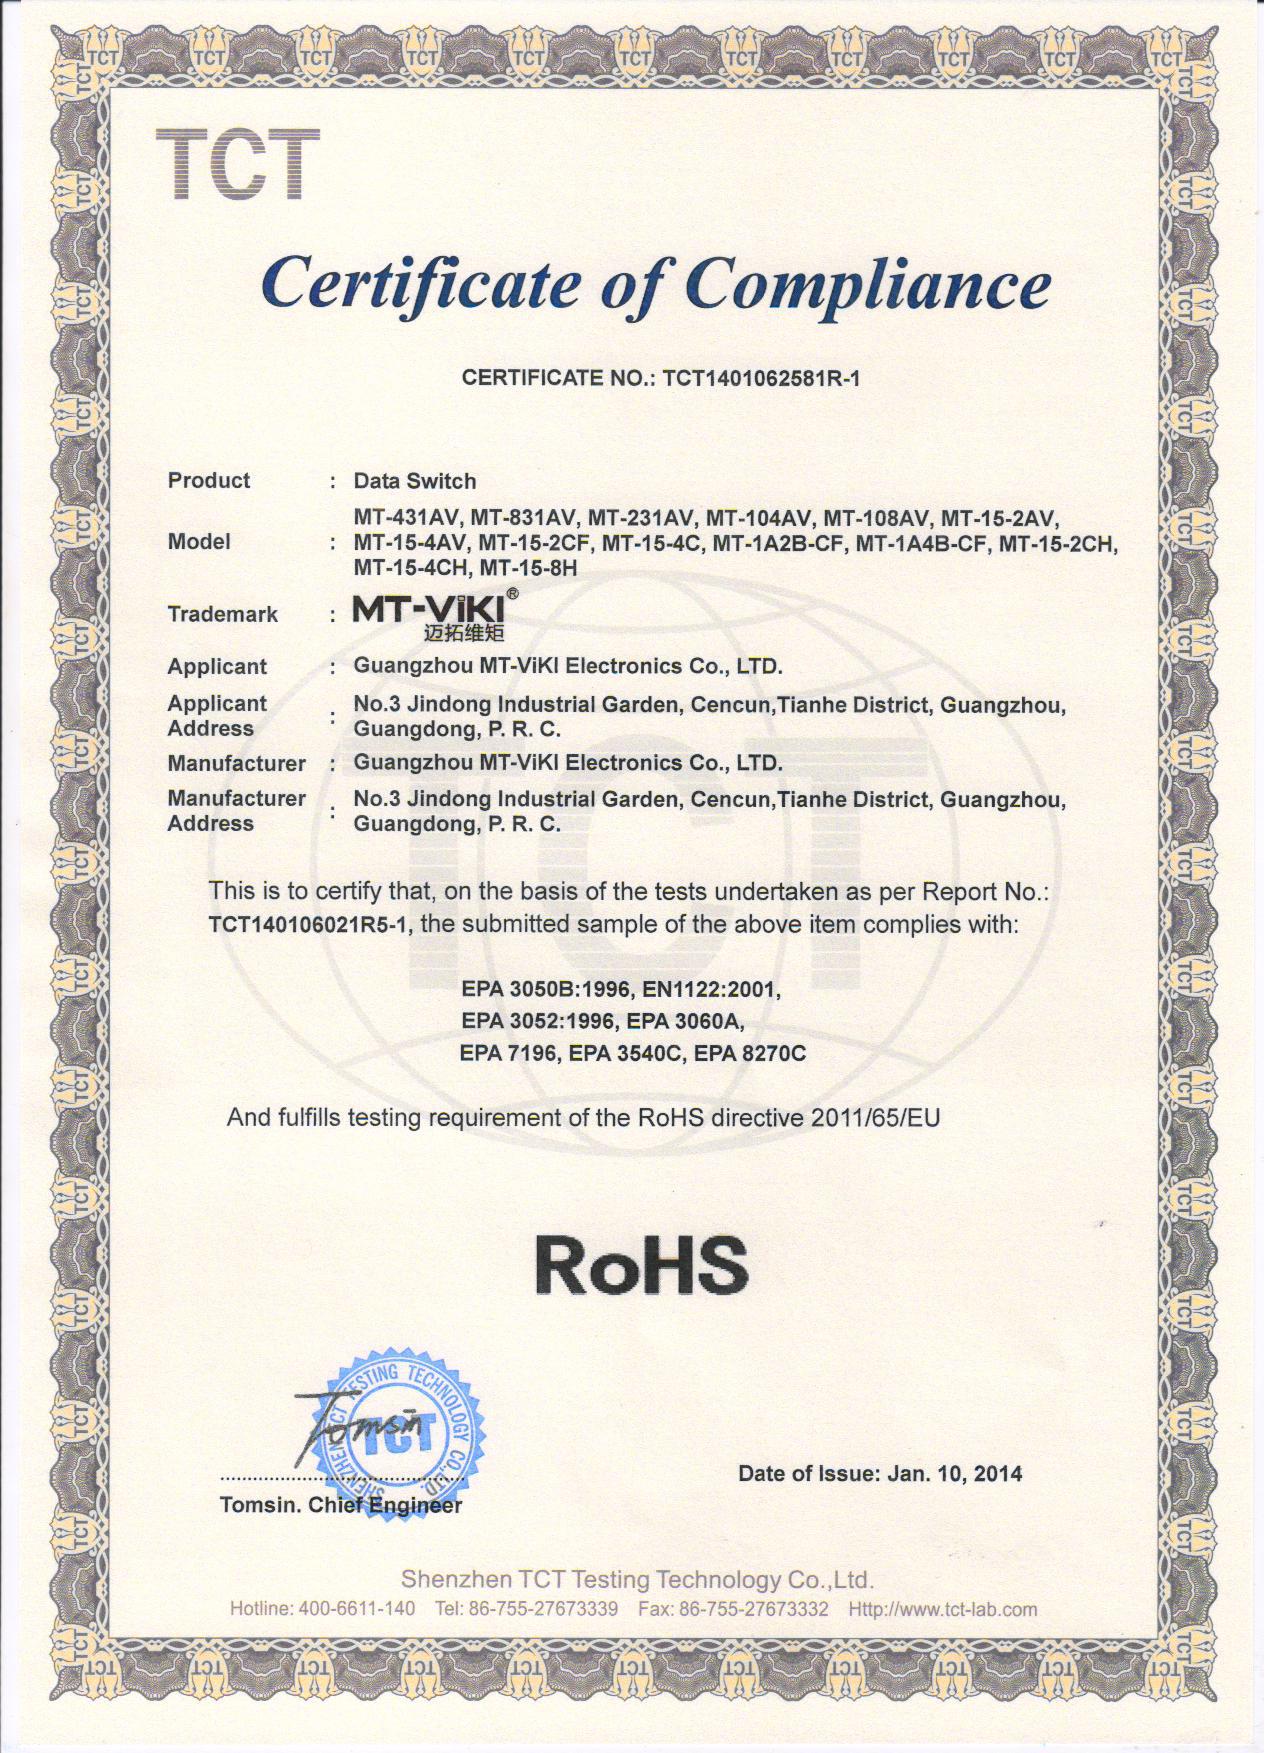 TCT
Certificate of Compliance
CERTIFICATE NO.: TCT1401062581R-1
Product : Data Switch
Model : MT-431AV, MT-831AV, MT-231AV, MT-104AV, MT-108AV, MT-15-2AV,
MT-15-4AV, MT-15-2CF, MT-15-4C, MT-1A2B-CF, MT-1A4B-CF, MT-15-2CH,
MT-15-4CH, MT-15-8H
Trademark : MT-ViKI®
迈拓维矩
Applicant : Guangzhou MT-ViKI Electronics Co., LTD.
Applicant Address : No.3 Jindong Industrial Garden, Cencun,Tianhe District, Guangzhou,
Guangdong, P. R. C.
Manufacturer : Guangzhou MT-ViKI Electronics Co., LTD.
Manufacturer Address : No.3 Jindong Industrial Garden, Cencun,Tianhe District, Guangzhou,
Guangdong, P. R. C.
This is to certify that, on the basis of the tests undertaken as per Report No.:
TCT140106021R5-1, the submitted sample of the above item complies with:
EPA 3050B:1996, EN1122:2001,
EPA 3052:1996, EPA 3060A,
EPA 7196, EPA 3540C, EPA 8270C
And fulfills testing requirement of the RoHS directive 2011/65/EU
RoHS
SHENZHEN TCT TESTING TECHNOLOGY CO.,LTD.
TCT
Tomsin
Tomsin. Chief Engineer
Date of Issue: Jan. 10, 2014
Shenzhen TCT Testing Technology Co.,Ltd.
Hotline: 400-6611-140 Tel: 86-755-27673339 Fax: 86-755-27673332 Http://www.tct-lab.com